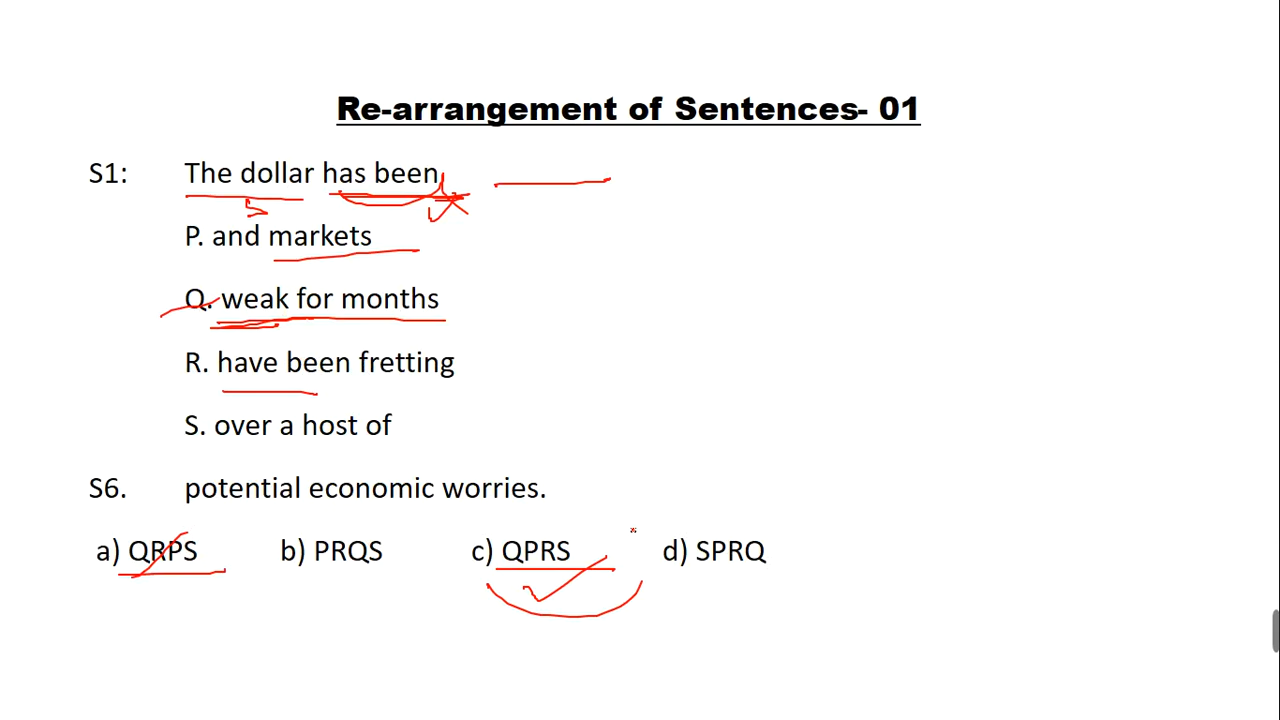 Re-arrangement of Sentences- 01
S1: The dollar has been
P. and markets
Q. weak for months
R. have been fretting
S. over a host of
S6. potential economic worries.
a) QRPS b) PRQS c) QPRS d) SPRQ